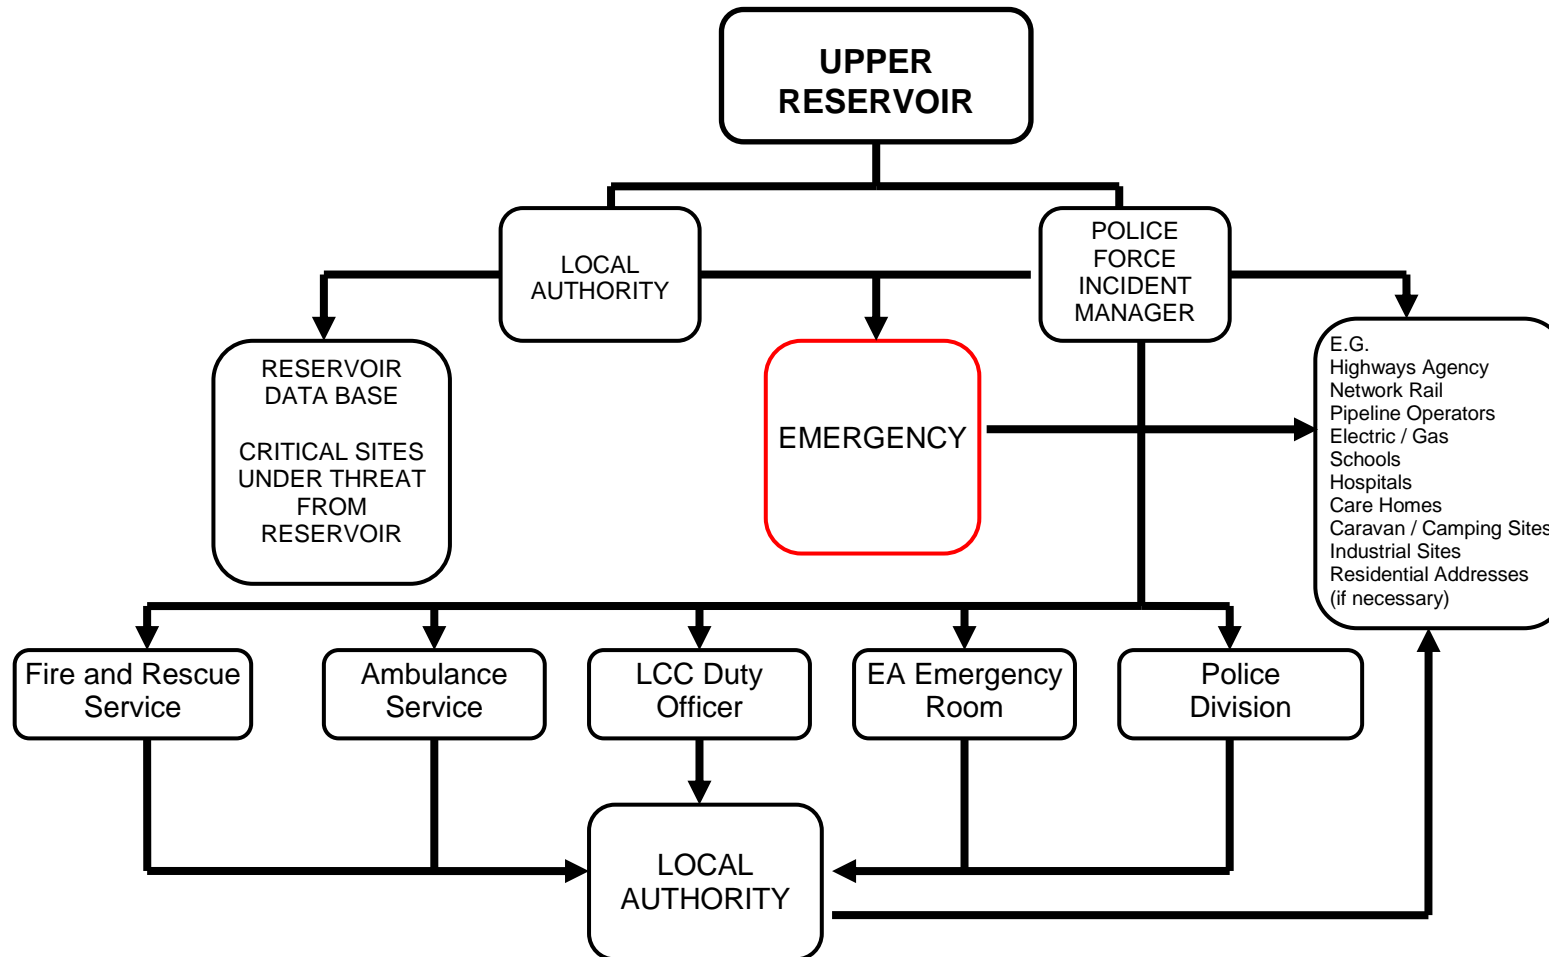 UPPER
RESERVOIR
LOCAL
AUTHORITY
POLICE
FORCE
INCIDENT
MANAGER
RESERVOIR
DATA BASE
CRITICAL SITES
UNDER THREAT
FROM
RESERVOIR
EMERGENCY
E.G.
Highways Agency
Network Rail
Pipeline Operators
Electric / Gas
Schools
Hospitals
Care Homes
Caravan / Camping Sites
Industrial Sites
Residential Addresses
(if necessary)
Fire and Rescue
Service
Ambulance
Service
LCC Duty
Officer
EA Emergency
Room
Police
Division
LOCAL
AUTHORITY